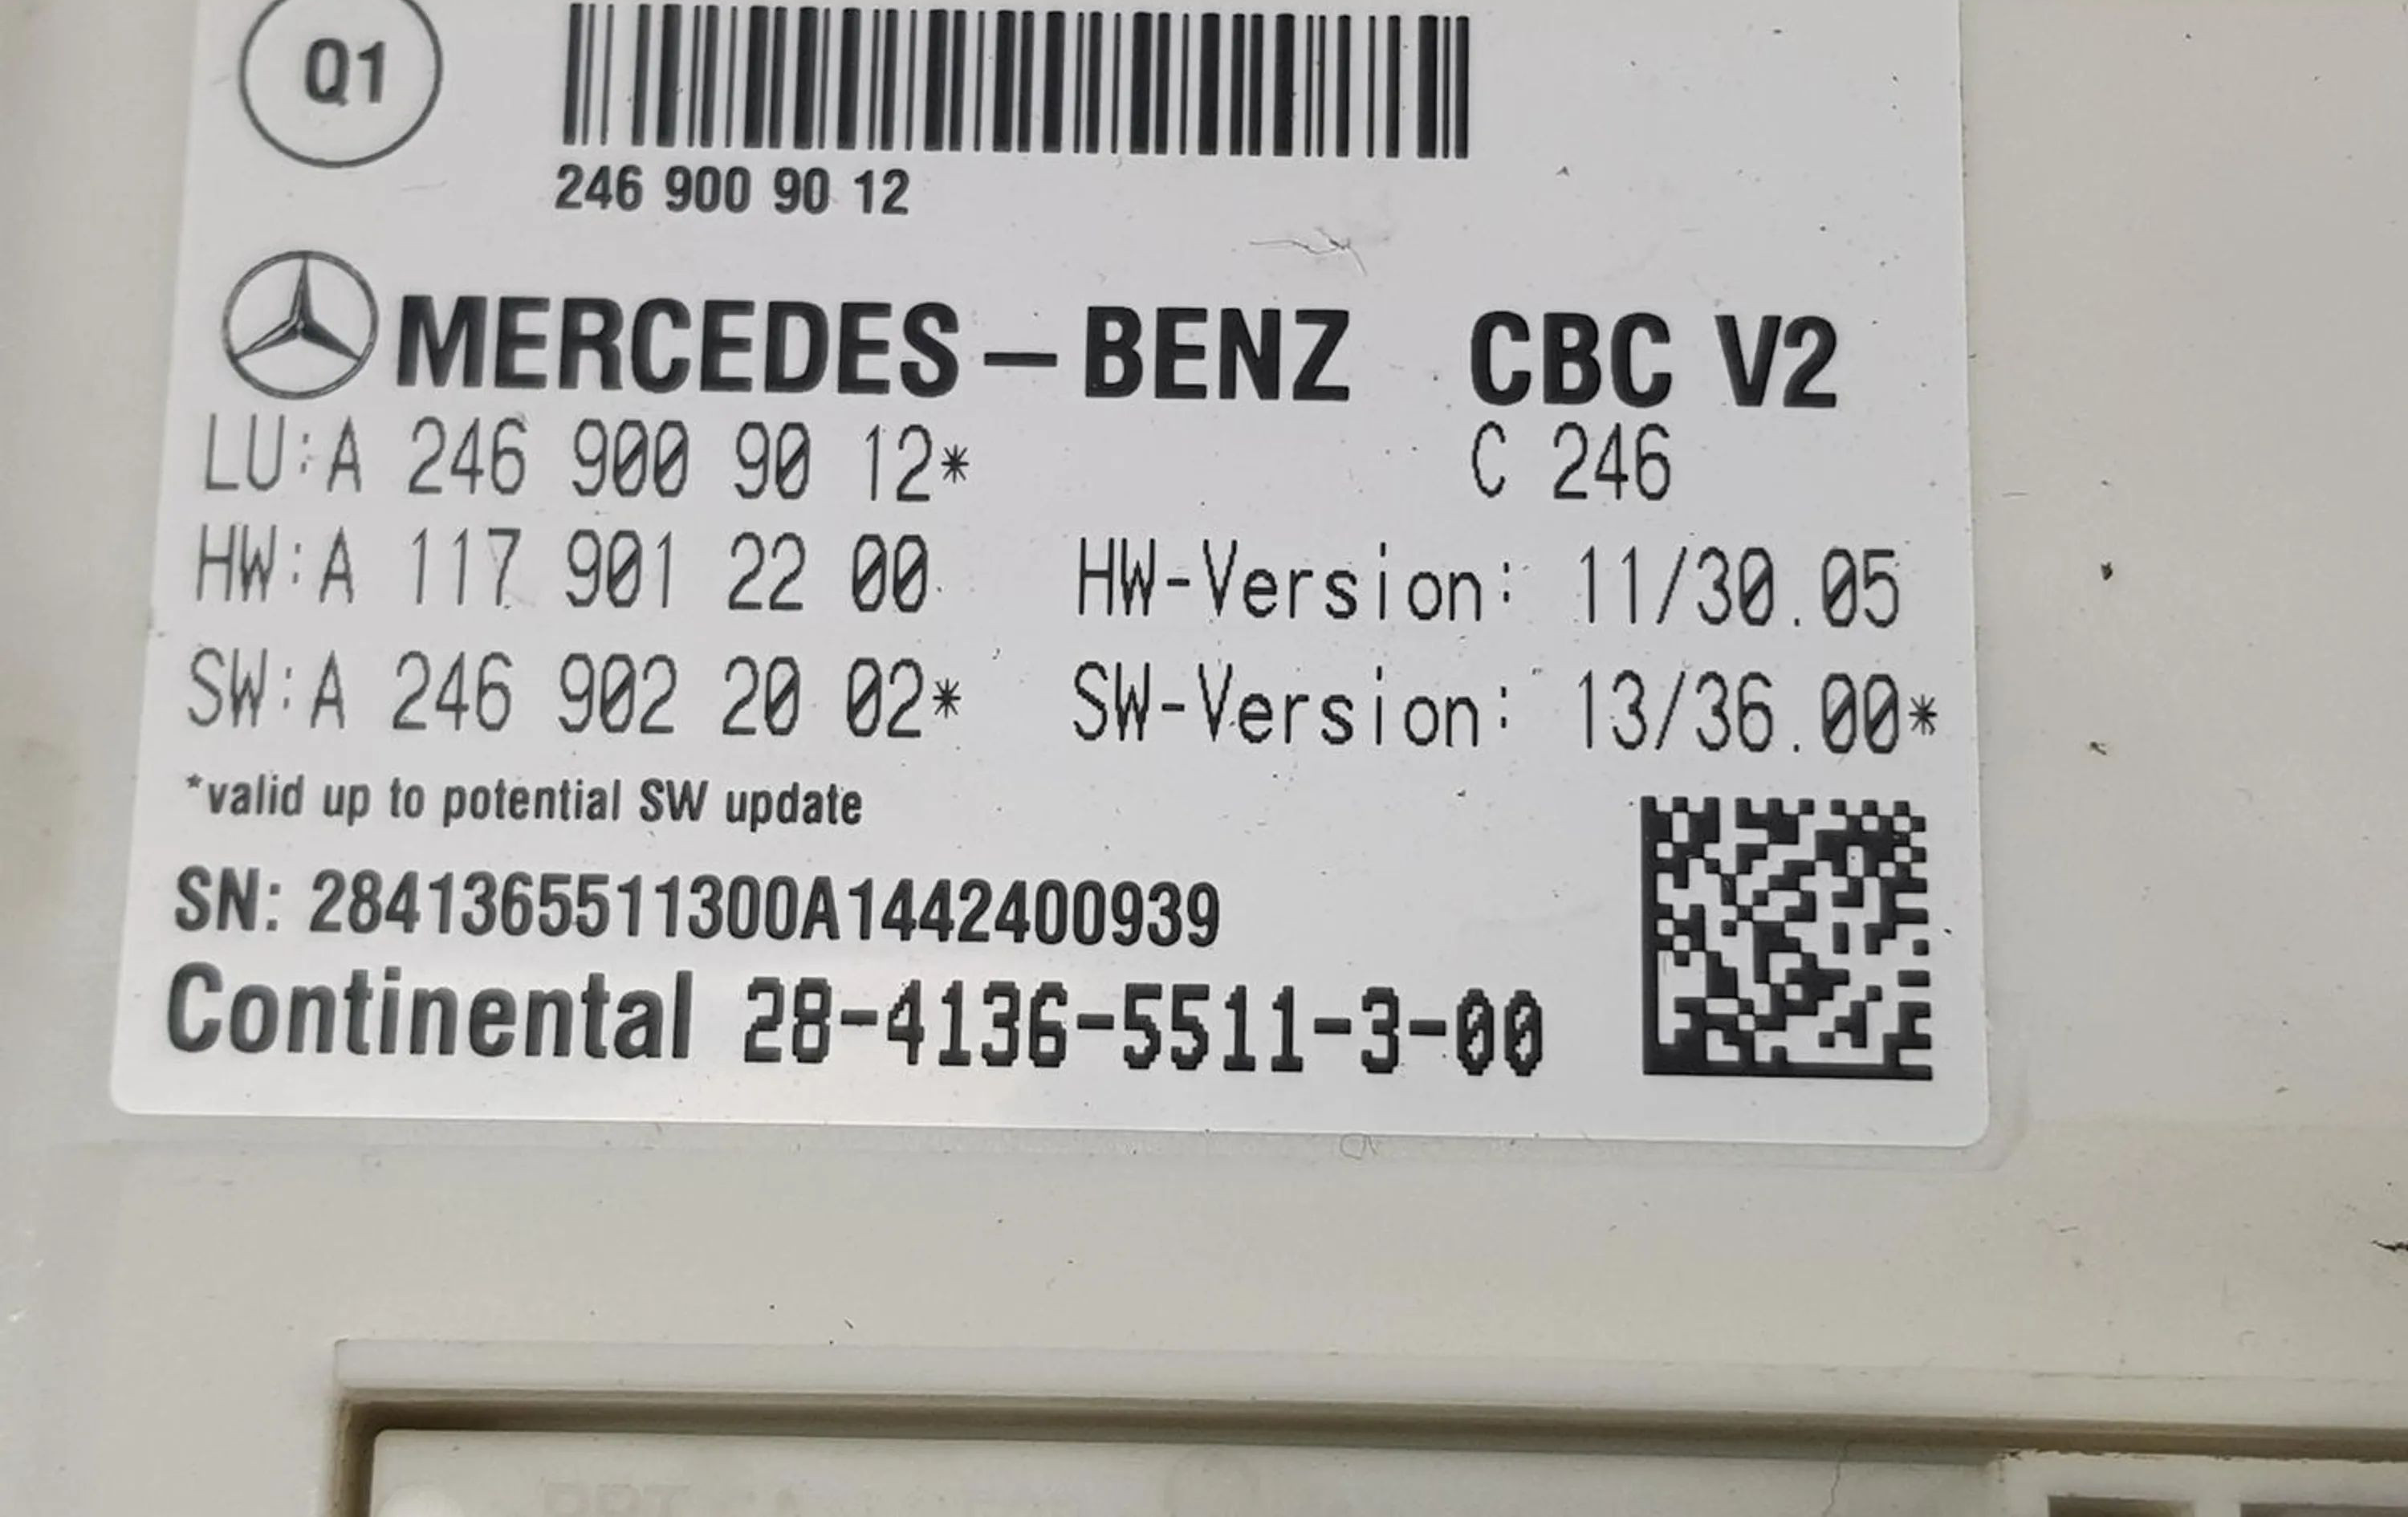 Q1
246 900 90 12
MERCEDES-BENZ CBC V2
LU:A 246 900 90 12* C 246
HW:A 117 901 22 00 HW-Version: 11/30.05
SW:A 246 902 20 02* SW-Version: 13/36.00*
*valid up to potential SW update
SN: 2841365511300A1442400939
Continental 28-4136-5511-3-00